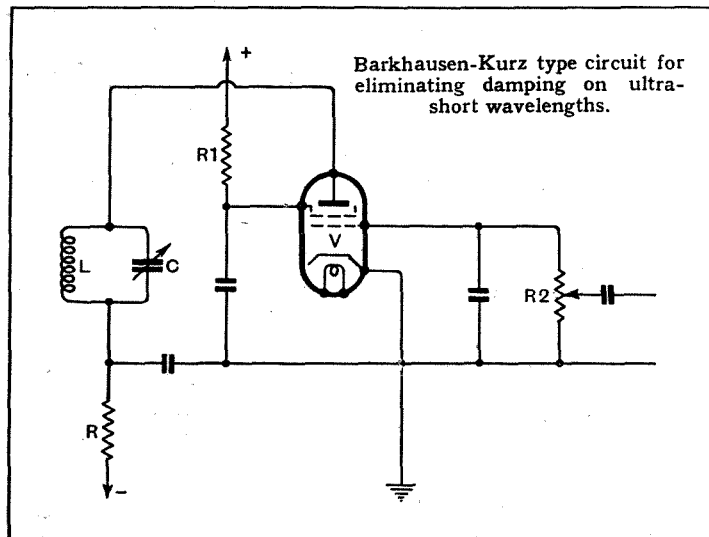 +
Barkhausen-Kurz type circuit for
eliminating damping on ultra-
short wavelengths.
R1
V
L
C
R2
R
-